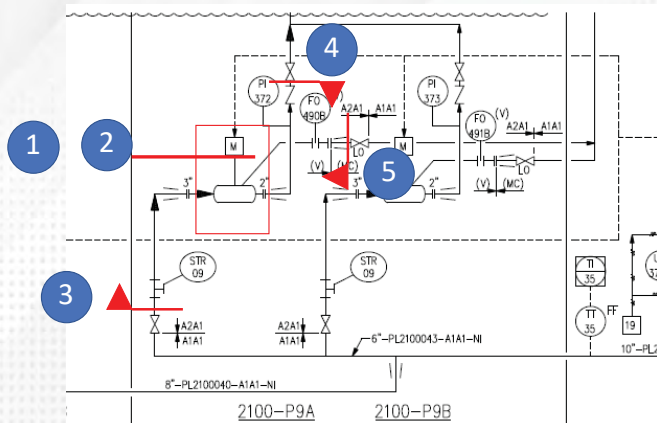 4
PI
372
FO
490B
A2A1
A1A1
PI
373
FO
491B
(V)
A2A1
A1A1
1
2
M
LO
M
LO
(V)
(MC)
5
(V)
(MC)
3"
2"
3"
2"
STR
09
STR
09
TI
35
3
TT
35
FF
19
A2A1
A1A1
A2A1
A1A1
6"-PL2100043-A1A1-NI
10"-PL2
8"-PL2100040-A1A1-NI
2100-P9A
2100-P9B